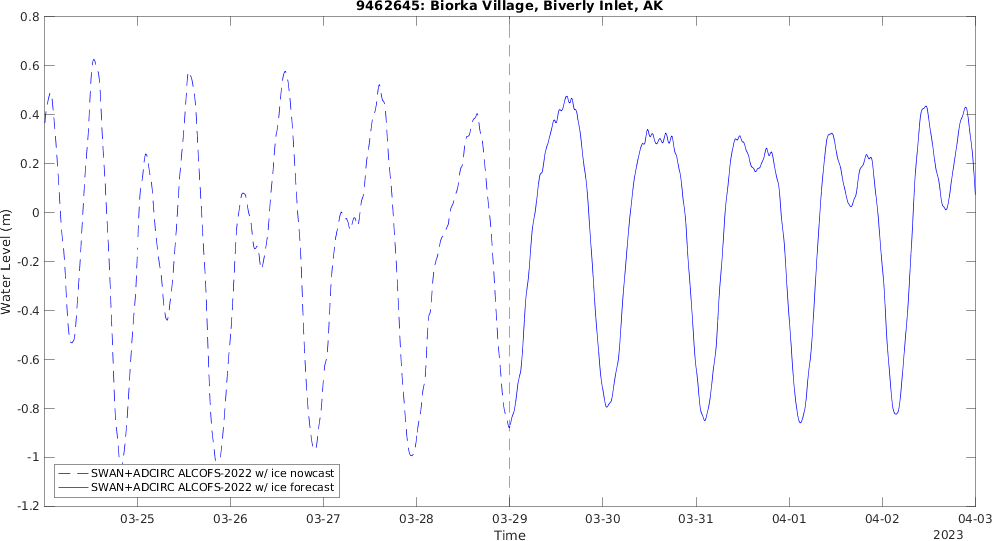 9462645: Biorka Village, Biverly Inlet, AK
0.8
0.6
0.4
0.2
0
-0.2
-0.4
-0.6
-0.8
-1
-1.2
Water Level (m)
SWAN+ADCIRC ALCOFS-2022 w/ ice nowcast
SWAN+ADCIRC ALCOFS-2022 w/ ice forecast
03-25 03-26 03-27 03-28 03-29 03-30 03-31 04-01 04-02 04-03
Time
2023